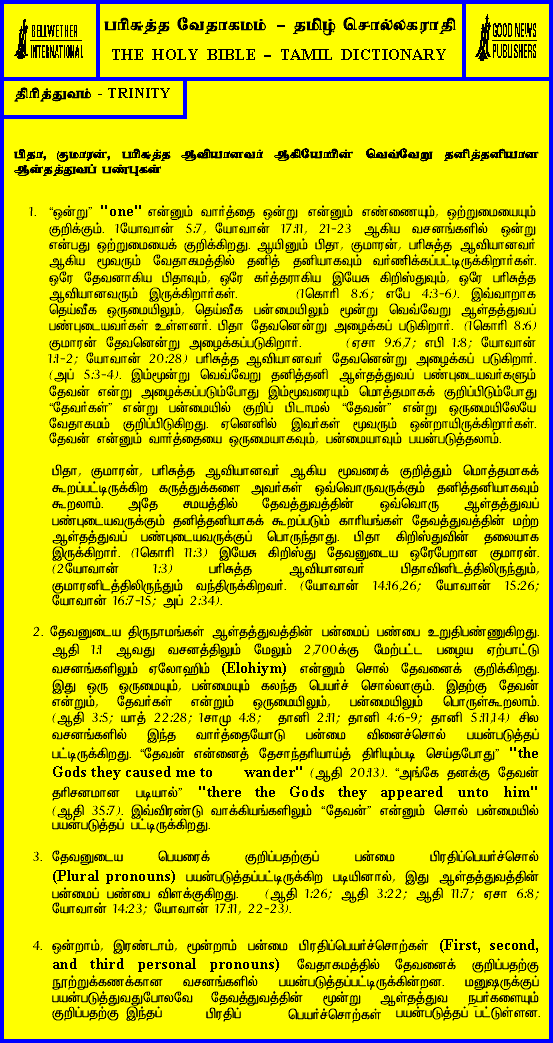 BELLWETHER
INTERNATIONAL
பரிசுத்த வேதாகமம் – தமிழ் சொல்லகராதி
THE HOLY BIBLE – TAMIL DICTIONARY
GOOD NEWS
PUBLISHERS
திரித்துவம் - TRINITY
பிதா, குமாரன், பரிசுத்த ஆவியானவர் ஆகியோரின் வெவ்வேறு தனித்தனியான
ஆள்தத்துவப் பண்புகள்
1. “ஒன்று” "one" என்னும் வார்த்தை ஒன்று என்னும் எண்ணையும், ஒற்றுமையையும்
குறிக்கும். 1யோவான் 5:7, யோவான் 17:11, 21-23 ஆகிய வசனங்களில் ஒன்று
என்பது ஒற்றுமையைக் குறிக்கிறது. ஆயினும் பிதா, குமாரன், பரிசுத்த ஆவியானவர்
ஆகிய மூவரும் வேதாகமத்தில் தனித் தனியாகவும் வர்ணிக்கப்பட்டிருக்கிறார்கள்.
ஒரே தேவனாகிய பிதாவும், ஒரே கர்த்தராகிய இயேசு கிறிஸ்துவும், ஒரே பரிசுத்த
ஆவியானவரும் இருக்கிறார்கள். (1கொரி 8:6; எபே 4:3-6). இவ்வாறாக
தெய்வீக ஒருமையிலும், தெய்வீக பன்மையிலும் மூன்று வெவ்வேறு ஆள்தத்துவப்
பண்புடையவர்கள் உள்ளனர். பிதா தேவனென்று அழைக்கப் படுகிறார். (1கொரி 8:6)
குமாரன் தேவனென்று அழைக்கப்படுகிறார். (ஏசா 9:6,7; எபி 1:8; யோவான்
1:1-2; யோவான் 20:28) பரிசுத்த ஆவியானவர் தேவனென்று அழைக்கப் படுகிறார்.
(அப் 5:3-4). இம்மூன்று வெவ்வேறு தனித்தனி ஆள்தத்துவப் பண்புடையவர்களும்
தேவன் என்று அழைக்கப்படும்போது இம்மூவரையும் மொத்தமாகக் குறிப்பிடும்போது
“தேவர்கள்” என்று பன்மையில் குறிப் பிடாமல் “தேவன்” என்று ஒருமையிலேயே
வேதாகமம் குறிப்பிடுகிறது. ஏனெனில் இவர்கள் மூவரும் ஒன்றாயிருக்கிறார்கள்.
தேவன் என்னும் வார்த்தையை ஒருமையாகவும், பன்மையாவும் பயன்படுத்தலாம்.
பிதா, குமாரன், பரிசுத்த ஆவியானவர் ஆகிய மூவரைக் குறித்தும் மொத்தமாகக்
கூறப்பட்டிருக்கிற கருத்துக்களை அவர்கள் ஒவ்வொருவருக்கும் தனித்தனியாகவும்
கூறலாம். அதே சமயத்தில் தேவத்துவத்தின் ஒவ்வொரு ஆள்தத்துவப்
பண்புடையவருக்கும் தனித்தனியாகக் கூறப்படும் காரியங்கள் தேவத்துவத்தின் மற்ற
ஆள்தத்துவப் பண்புடையவருக்குப் பொருந்தாது. பிதா கிறிஸ்துவின் தலையாக
இருக்கிறார். (1கொரி 11:3) இயேசு கிறிஸ்து தேவனுடைய ஒரேபேறான குமாரன்.
(2யோவான் 1:3) பரிசுத்த ஆவியானவர் பிதாவினிடத்திலிருந்தும்,
குமாரனிடத்திலிருந்தும் வந்திருக்கிறவர். (யோவான் 14:16,26; யோவான் 15:26;
யோவான் 16:7-15; அப் 2:34).
2. தேவனுடைய திருநாமங்கள் ஆள்தத்துவத்தின் பன்மைப் பண்பை உறுதிபண்ணுகிறது.
ஆதி 1:1 ஆவது வசனத்திலும் மேலும் 2,700க்கு மேற்பட்ட பழைய ஏற்பாட்டு
வசனங்களிலும் ஏலோஹிம் (Elohiym) என்னும் சொல் தேவனைக் குறிக்கிறது.
இது ஒரு ஒருமையும், பன்மையும் கலந்த பெயர்ச் சொல்லாகும். இதற்கு தேவன்
என்றும், தேவர்கள் என்றும் ஒருமையிலும், பன்மையிலும் பொருள்கூறலாம்.
(ஆதி 3:5; யாத் 22:28; 1சாமு 4:8; தானி 2:11; தானி 4:6-9; தானி 5:11,14) சில
வசனங்களில் இந்த வார்த்தையோடு பன்மை வினைச்சொல் பயன்படுத்தப்
பட்டிருக்கிறது. “தேவன் என்னைத் தேசாந்தரியாய்த் திரியும்படி செய்தபோது” "the
Gods they caused me to wander" (ஆதி 20:13). “அங்கே தனக்கு தேவன்
தரிசனமான படியால்” "there the Gods they appeared unto him"
(ஆதி 35:7). இவ்விரண்டு வாக்கியங்களிலும் “தேவன்” என்னும் சொல் பன்மையில்
பயன்படுத்தப் பட்டிருக்கிறது.
3. தேவனுடைய பெயரைக் குறிப்பதற்குப் பன்மை பிரதிப்பெயர்ச்சொல்
(Plural pronouns) பயன்படுத்தப்பட்டிருக்கிற படியினால், இது ஆள்தத்துவத்தின்
பன்மைப் பண்பை விளக்குகிறது. (ஆதி 1:26; ஆதி 3:22; ஆதி 11:7; ஏசா 6:8;
யோவான் 14:23; யோவான் 17:11, 22-23).
4. ஒன்றாம், இரண்டாம், மூன்றாம் பன்மை பிரதிப்பெயர்ச்சொற்கள் (First, second,
and third personal pronouns) வேதாகமத்தில் தேவனைக் குறிப்பதற்கு
நூற்றுக்கணக்கான வசனங்களில் பயன்படுத்தப்பட்டிருக்கின்றன. மனுஷருக்குப்
பயன்படுத்துவதுபோலவே தேவத்துவத்தின் மூன்று ஆள்தத்துவ நபர்களையும்
குறிப்பதற்கு இந்தப் பிரதிப் பெயர்ச்சொற்கள் பயன்படுத்தப் பட்டுள்ளன.